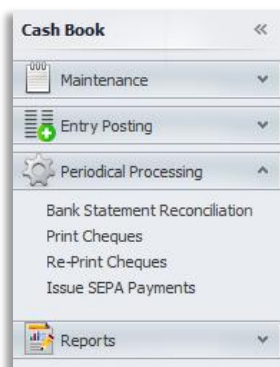 Cash Book
Maintenance
Entry Posting
Periodical Processing
Bank Statement Reconciliation
Print Cheques
Re-Print Cheques
Issue SEPA Payments
Reports